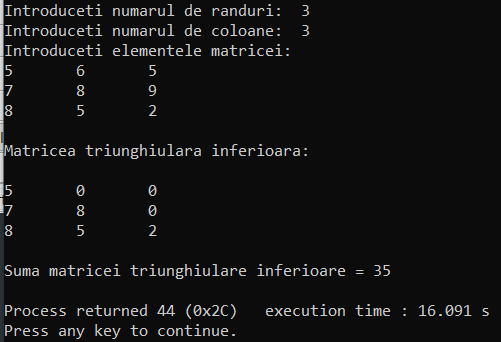 Introduceti numarul de randuri:  3
Introduceti numarul de coloane:  3
Introduceti elementele matricei:
5       6       5
7       8       9
8       5       2
Matricea triunghiulara inferioara:
5       0       0
7       8       0
8       5       2
Suma matricei triunghiulare inferioare = 35
Process returned 44 (0x2C)   execution time : 16.091 s
Press any key to continue.